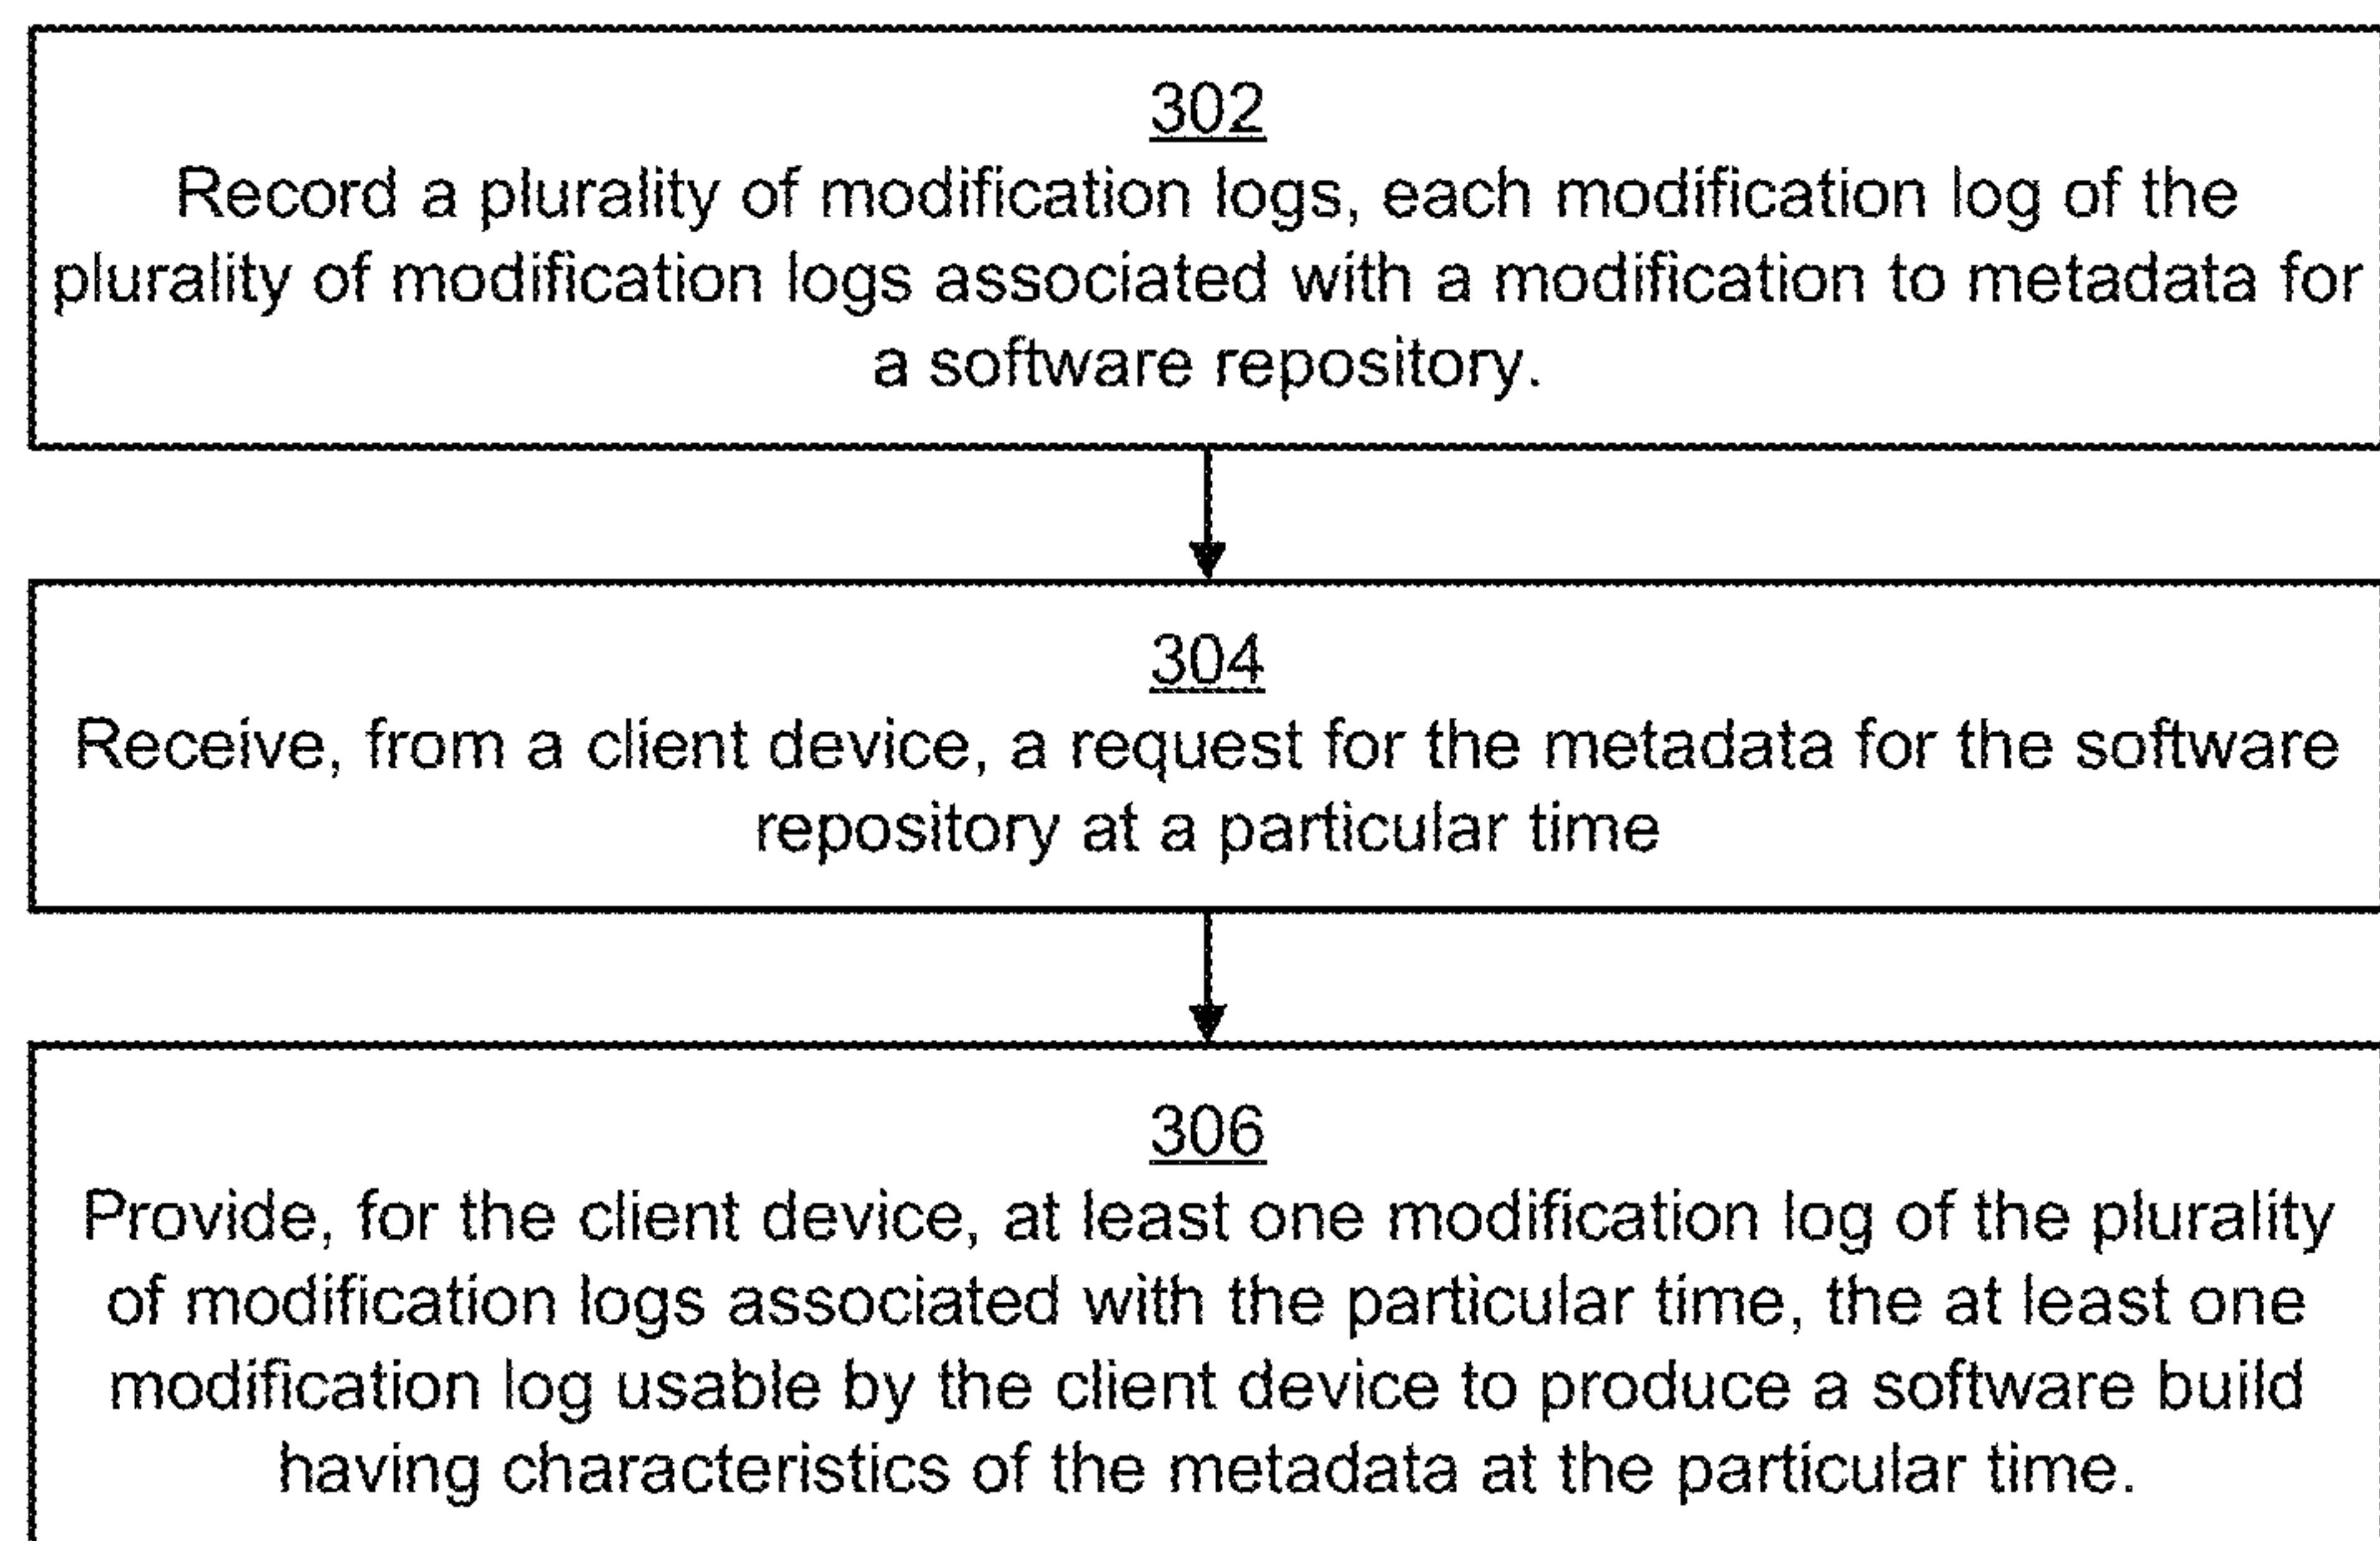 302
Record a plurality of modification logs, each modification log of the
plurality of modification logs associated with a modification to metadata for
a software repository.
304
Receive, from a client device, a request for the metadata for the software
repository at a particular time
306
Provide, for the client device, at least one modification log of the plurality
of modification logs associated with the particular time, the at least one
modification log usable by the client device to produce a software build
having characteristics of the metadata at the particular time.